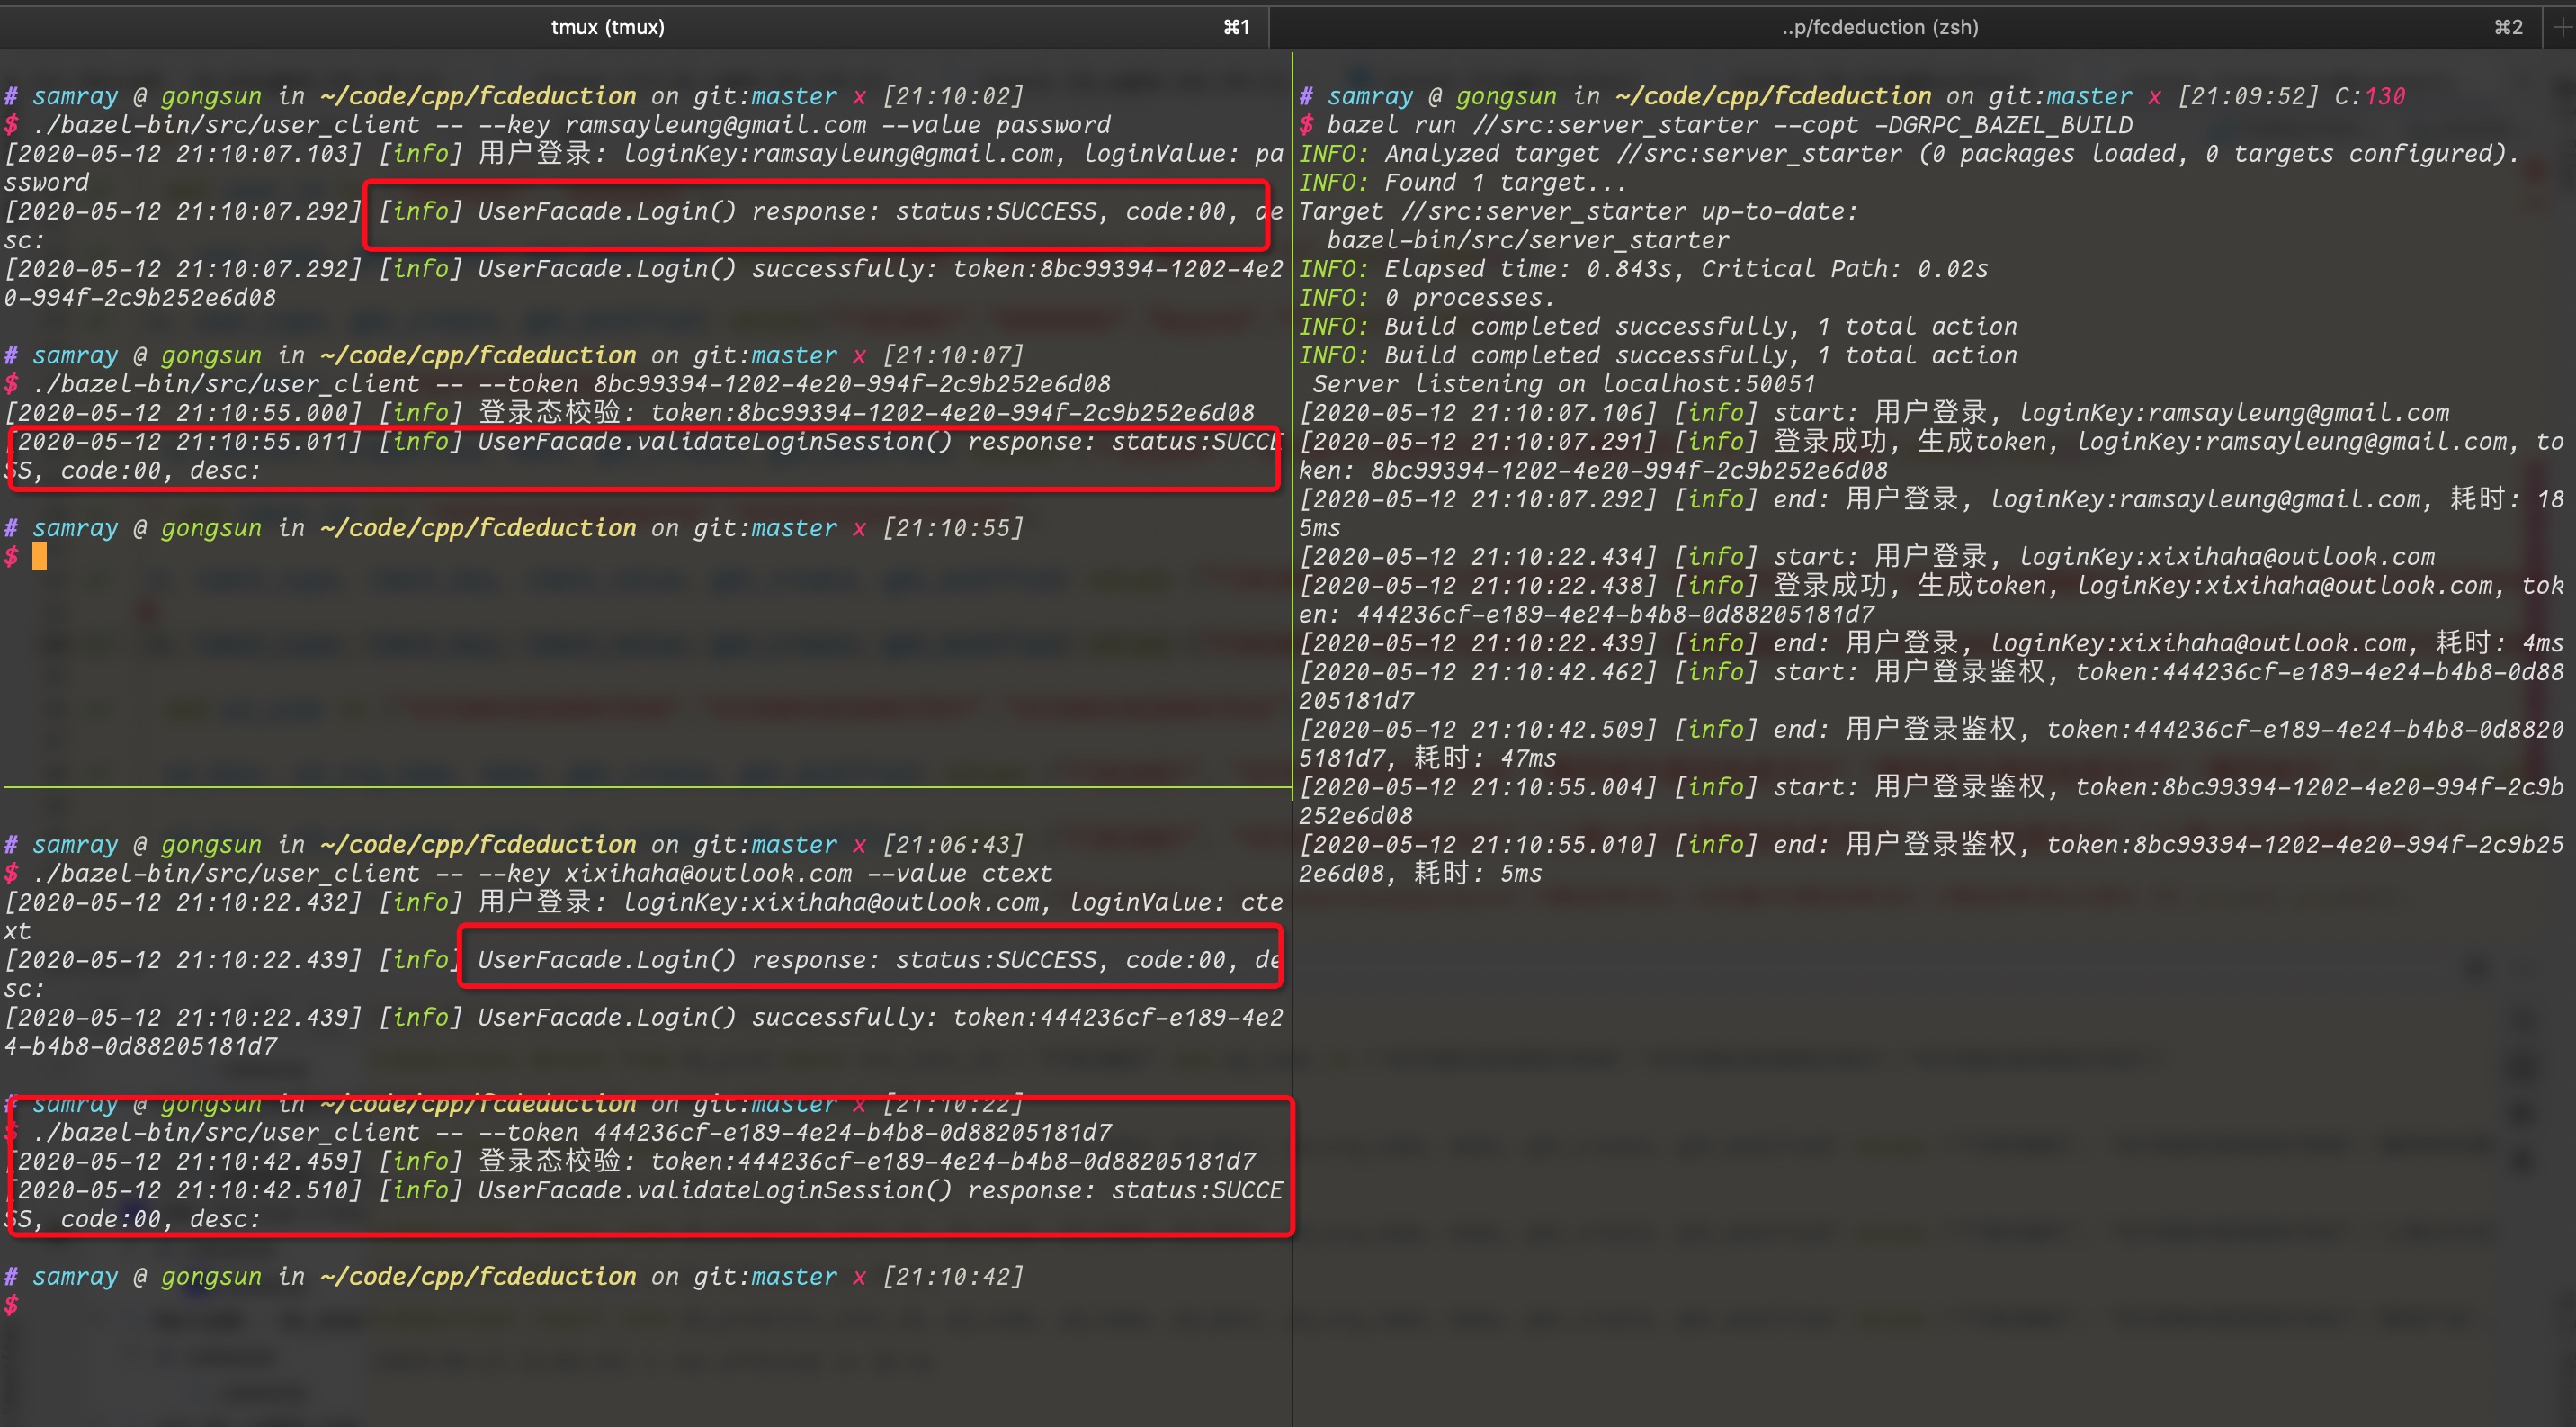 tmux (tmux) ⌘1
..p/fcdeduction (zsh) ⌘2
# samray @ gongsun in ~/code/cpp/fcdeduction on git:master x [21:10:02]
$ ./bazel-bin/src/user_client -- --key ramsayleung@gmail.com --value password
[2020-05-12 21:10:07.103] [info] 用户登录: loginKey:ramsayleung@gmail.com, loginValue: pa
ssword
[2020-05-12 21:10:07.292] [info] UserFacade.Login() response: status:SUCCESS, code:00, de
sc:
[2020-05-12 21:10:07.292] [info] UserFacade.Login() successfully: token:8bc99394-1202-4e2
0-994f-2c9b252e6d08
# samray @ gongsun in ~/code/cpp/fcdeduction on git:master x [21:10:07]
$ ./bazel-bin/src/user_client -- --token 8bc99394-1202-4e20-994f-2c9b252e6d08
[2020-05-12 21:10:55.000] [info] 登录态校验: token:8bc99394-1202-4e20-994f-2c9b252e6d08
[2020-05-12 21:10:55.011] [info] UserFacade.validateLoginSession() response: status:SUCCE
SS, code:00, desc:
# samray @ gongsun in ~/code/cpp/fcdeduction on git:master x [21:10:55]
$
# samray @ gongsun in ~/code/cpp/fcdeduction on git:master x [21:06:43]
$ ./bazel-bin/src/user_client -- --key xixihaha@outlook.com --value ctext
[2020-05-12 21:10:22.432] [info] 用户登录: loginKey:xixihaha@outlook.com, loginValue: cte
xt
[2020-05-12 21:10:22.439] [info] UserFacade.Login() response: status:SUCCESS, code:00, de
sc:
[2020-05-12 21:10:22.439] [info] UserFacade.Login() successfully: token:444236cf-e189-4e2
4-b4b8-0d88205181d7
# samray @ gongsun in ~/code/cpp/fcdeduction on git:master x [21:10:22]
$ ./bazel-bin/src/user_client -- --token 444236cf-e189-4e24-b4b8-0d88205181d7
[2020-05-12 21:10:42.459] [info] 登录态校验: token:444236cf-e189-4e24-b4b8-0d88205181d7
[2020-05-12 21:10:42.510] [info] UserFacade.validateLoginSession() response: status:SUCCE
SS, code:00, desc:
# samray @ gongsun in ~/code/cpp/fcdeduction on git:master x [21:10:42]
$
# samray @ gongsun in ~/code/cpp/fcdeduction on git:master x [21:09:52] C:130
$ bazel run //src:server_starter --copt -DGRPC_BAZEL_BUILD
INFO: Analyzed target //src:server_starter (0 packages loaded, 0 targets configured).
INFO: Found 1 target...
Target //src:server_starter up-to-date:
bazel-bin/src/server_starter
INFO: Elapsed time: 0.843s, Critical Path: 0.02s
INFO: 0 processes.
INFO: Build completed successfully, 1 total action
INFO: Build completed successfully, 1 total action
Server listening on localhost:50051
[2020-05-12 21:10:07.106] [info] start: 用户登录, loginKey:ramsayleung@gmail.com
[2020-05-12 21:10:07.291] [info] 登录成功, 生成token, loginKey:ramsayleung@gmail.com, to
ken: 8bc99394-1202-4e20-994f-2c9b252e6d08
[2020-05-12 21:10:07.292] [info] end: 用户登录, loginKey:ramsayleung@gmail.com, 耗时: 18
5ms
[2020-05-12 21:10:22.434] [info] start: 用户登录, loginKey:xixihaha@outlook.com
[2020-05-12 21:10:22.438] [info] 登录成功, 生成token, loginKey:xixihaha@outlook.com, tok
en: 444236cf-e189-4e24-b4b8-0d88205181d7
[2020-05-12 21:10:22.439] [info] end: 用户登录, loginKey:xixihaha@outlook.com, 耗时: 4ms
[2020-05-12 21:10:42.462] [info] start: 用户登录鉴权, token:444236cf-e189-4e24-b4b8-0d88
205181d7
[2020-05-12 21:10:42.509] [info] end: 用户登录鉴权, token:444236cf-e189-4e24-b4b8-0d8820
5181d7, 耗时: 47ms
[2020-05-12 21:10:55.004] [info] start: 用户登录鉴权, token:8bc99394-1202-4e20-994f-2c9b
252e6d08
[2020-05-12 21:10:55.010] [info] end: 用户登录鉴权, token:8bc99394-1202-4e20-994f-2c9b25
2e6d08, 耗时: 5ms